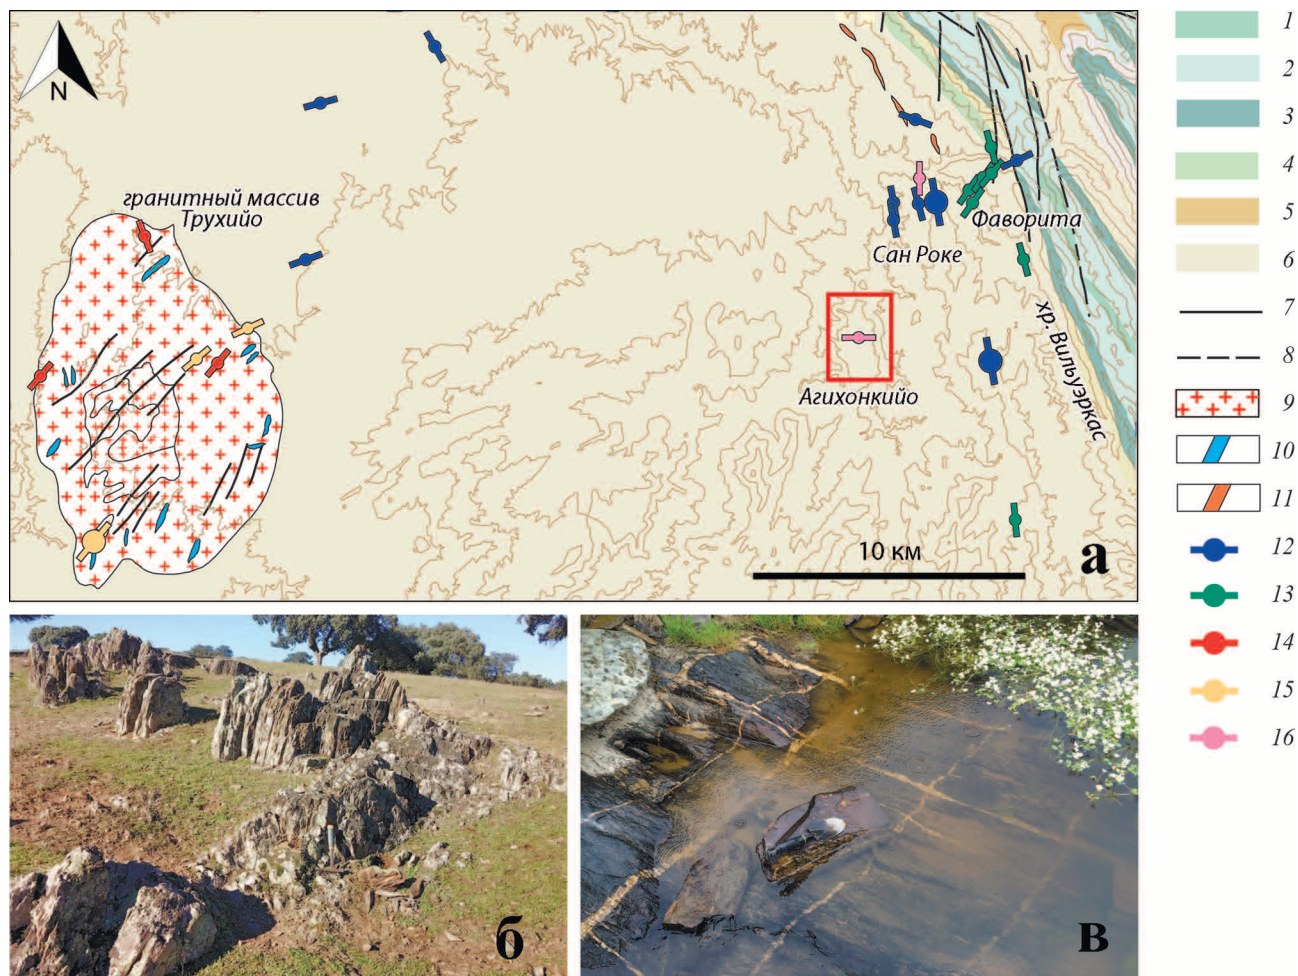 N
гранитный массив
Трухийо
Сан Роке
Фаворита
Агихонкийо
хр. Вильуэркас
10 км
а
б
в
1
2
3
4
5
6
7
8
9
10
11
12
13
14
15
16